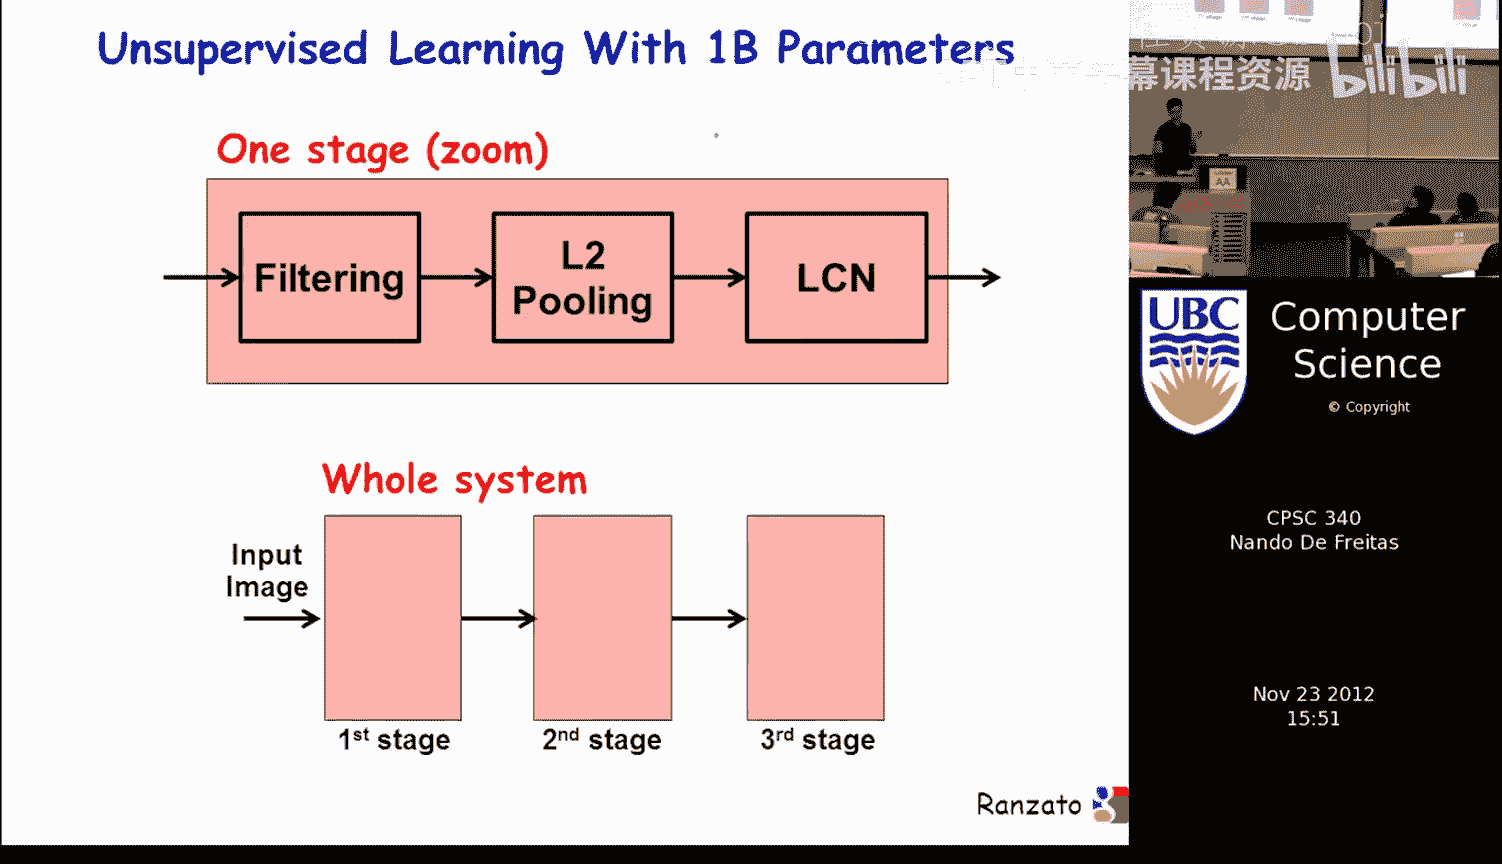 Unsupervised Learning With 1B Parameters
One stage (zoom)
Filtering
L2
Pooling
LCN
Whole system
Input
Image
1st stage
2nd stage
3rd stage
Ranzato
幕课程资源
bilibili
AA
UBC
Computer
Science
© Copyright
CPSC 340
Nando De Freitas
Nov 23 2012
15:51